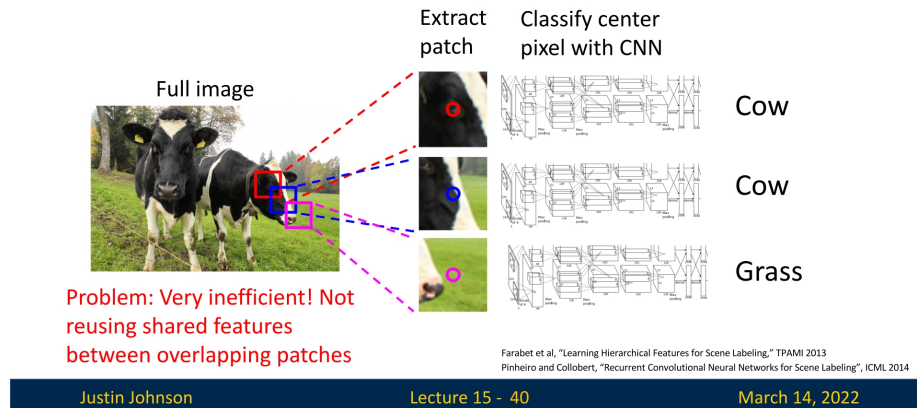 Full image
Extract
patch
Classify center
pixel with CNN
Cow
Cow
Grass
Problem: Very inefficient! Not
reusing shared features
between overlapping patches
Farabet et al, “Learning Hierarchical Features for Scene Labeling,” TPAMI 2013
Pinheiro and Collobert, “Recurrent Convolutional Neural Networks for Scene Labeling”, ICML 2014
Justin Johnson
Lecture 15 - 40
March 14, 2022